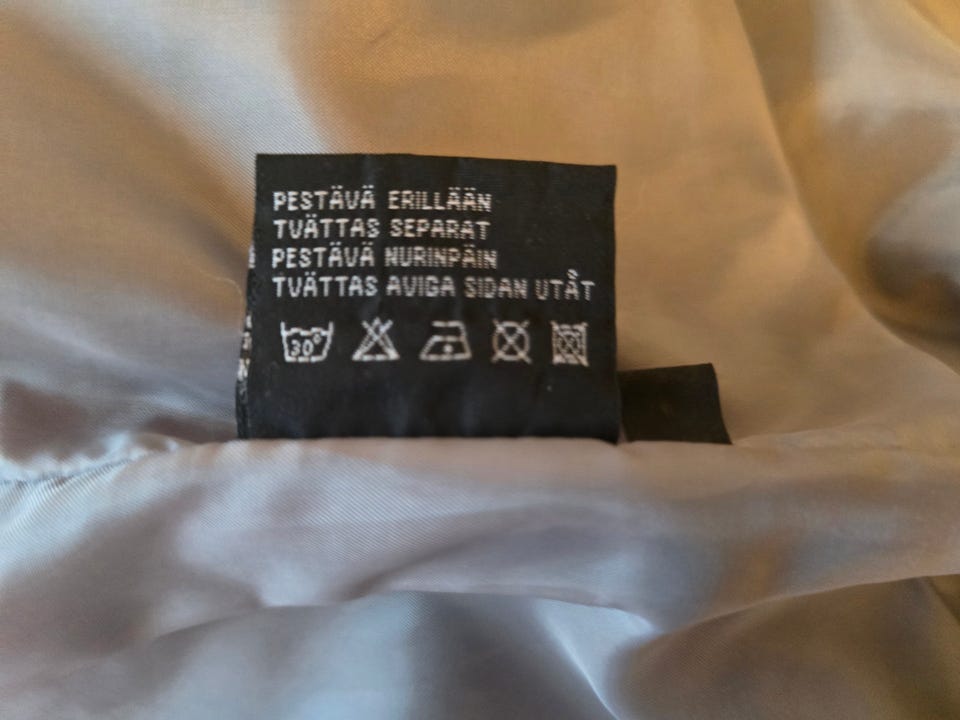 PESTÄVÄ ERILLÄÄN
TVÄTTAS SEPARAT
PESTÄVÄ NURINPÄIN
TVÄTTAS AVIGA SIDAN UTÅT
30°